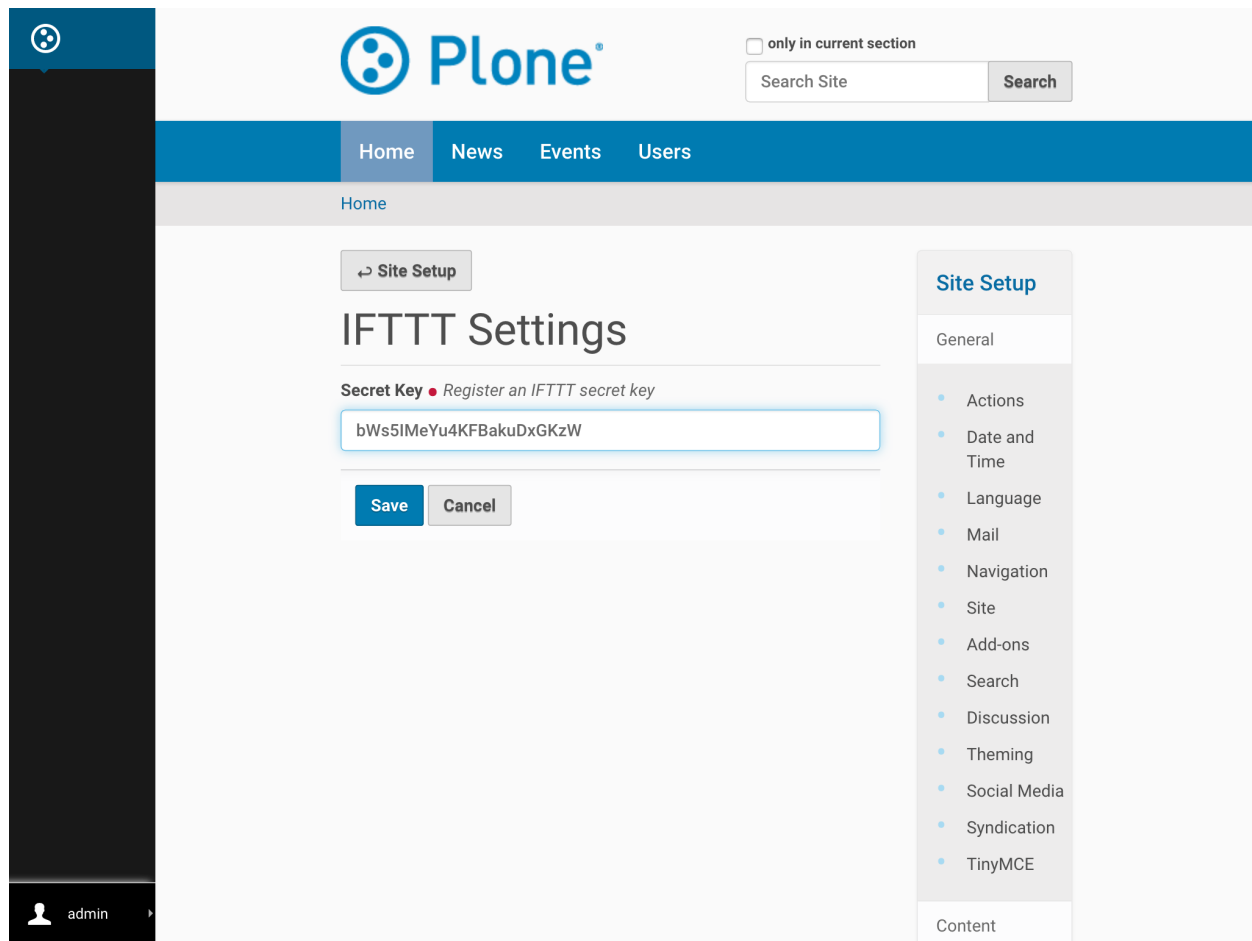 Plone®
only in current section
Search Site
Search
Home
News
Events
Users
Home
Site Setup
IFTTT Settings
Secret Key Register an IFTTT secret key
bWs5IMeYu4KFBakuDxGKzW
Save
Cancel
Site Setup
General
Actions
Date and
Time
Language
Mail
Navigation
Site
Add-ons
Search
Discussion
Theming
Social Media
Syndication
TinyMCE
Content
admin